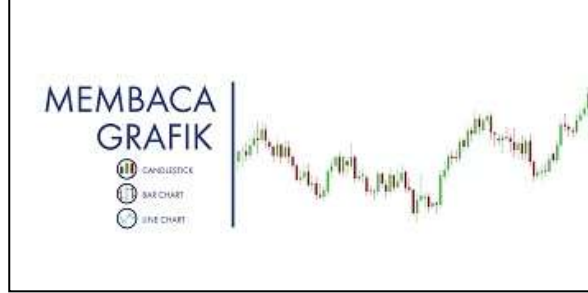 MEMBACA
GRAFIK
CANDLESTICK
BAR CHART
LINE CHART